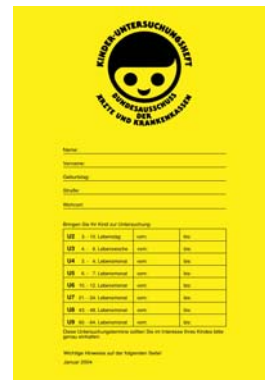 KINDER-UNTERSUCHUNGSHEFT
BUNDESAUSSCHUSS
DER
ÄRZTE UND KRANKENKASSEN
Name:
Vorname:
Geburtstag:
Straße:
Wohnort:
Bringen Sie Ihr Kind zur Untersuchung:
U2 3. - 10. Lebenstag vom: bis:
U3 4. - 6. Lebenswoche vom: bis:
U4 3. - 4. Lebensmonat vom: bis:
U5 6. - 7. Lebensmonat vom: bis:
U6 10. - 12. Lebensmonat vom: bis:
U7 21. - 24. Lebensmonat vom: bis:
U8 43. - 48. Lebensmonat vom: bis:
U9 60. - 64. Lebensmonat vom: bis:
Diese Untersuchungstermine sollten Sie im Interesse Ihres Kindes bitte
genau einhalten.
Wichtige Hinweise auf der folgenden Seite!
Januar 2004